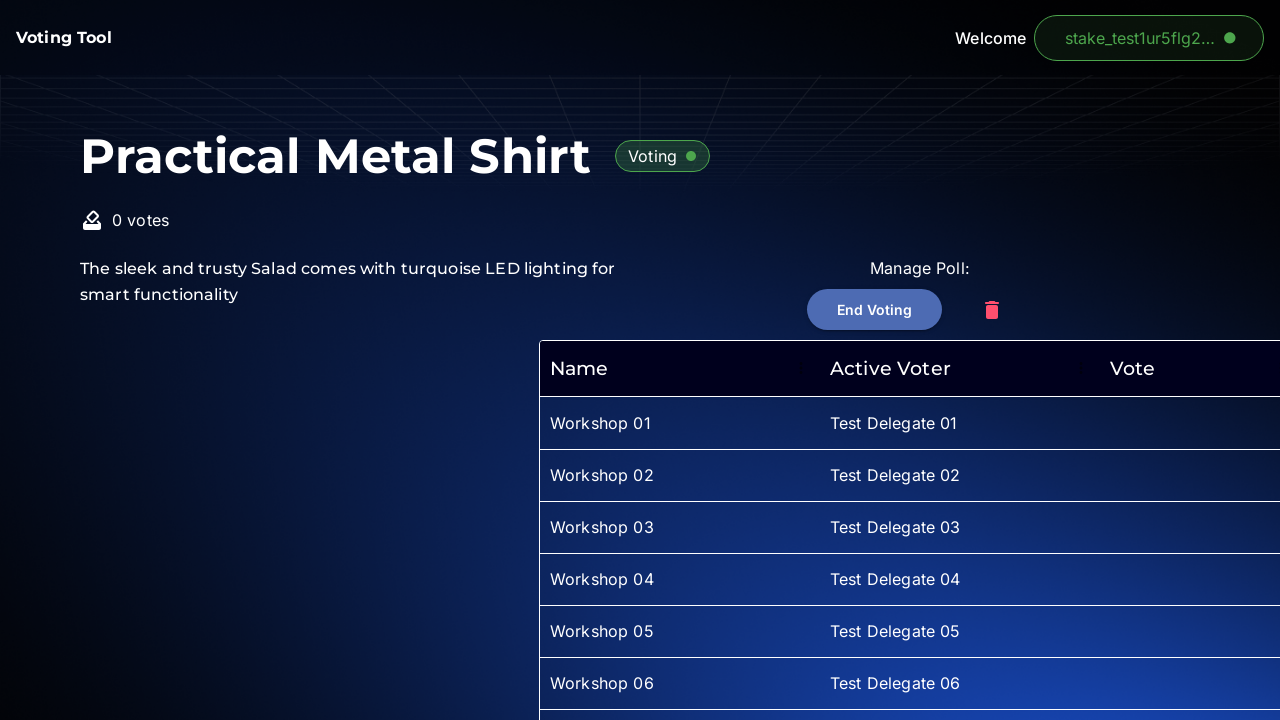 Voting Tool
Welcome
stake_test1ur5flg2...
Practical Metal Shirt
Voting
0 votes
The sleek and trusty Salad comes with turquoise LED lighting for
smart functionality
Manage Poll:
End Voting
Name Active Voter Vote
Workshop 01 Test Delegate 01
Workshop 02 Test Delegate 02
Workshop 03 Test Delegate 03
Workshop 04 Test Delegate 04
Workshop 05 Test Delegate 05
Workshop 06 Test Delegate 06